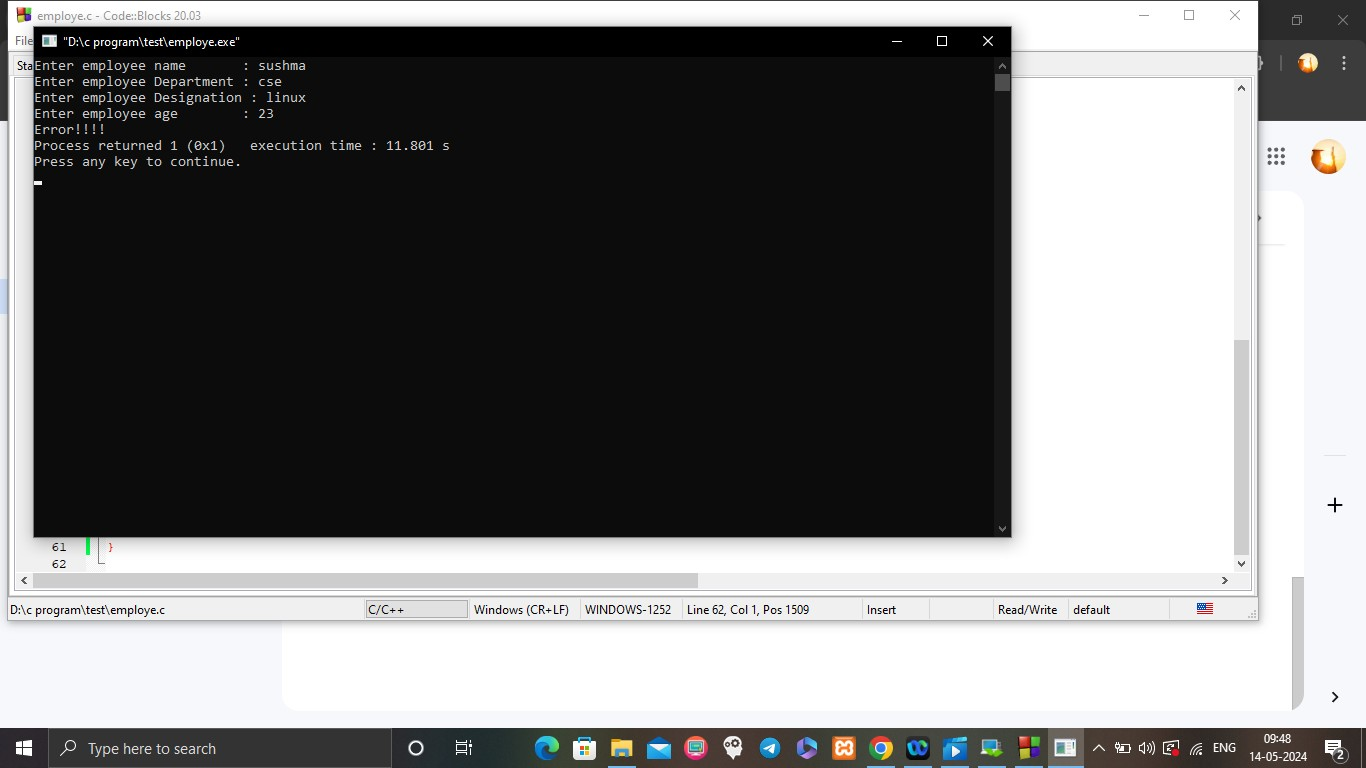 employe.c - Code::Blocks 20.03
File
"D:\c program\test\employe.exe"
Sta
Enter employee name       : sushma
Enter employee Department : cse
Enter employee Designation : linux
Enter employee age        : 23
Error!!!!
Process returned 1 (0x1)   execution time : 11.801 s
Press any key to continue.
61 }
62
D:\c program\test\employe.c C/C++ Windows (CR+LF) WINDOWS-1252 Line 62, Col 1, Pos 1509 Insert Read/Write default
Type here to search
ENG
09:48
14-05-2024
2